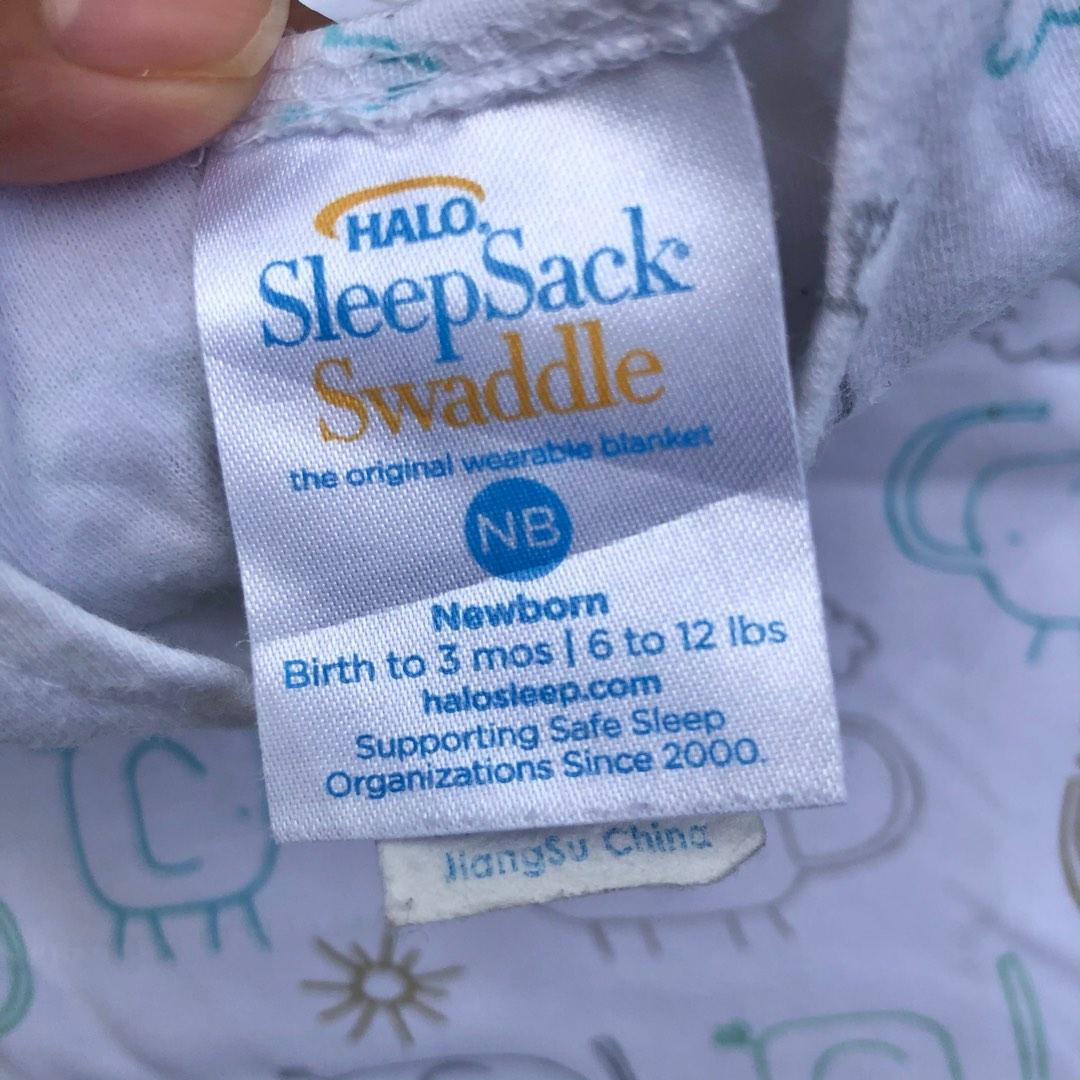 HALO.
SleepSack
Swaddle
the original wearable blanket
NB
Newborn
Birth to 3 mos | 6 to 12 lbs
halosleep.com
Supporting Safe Sleep
Organizations Since 2000.
JiangSu China